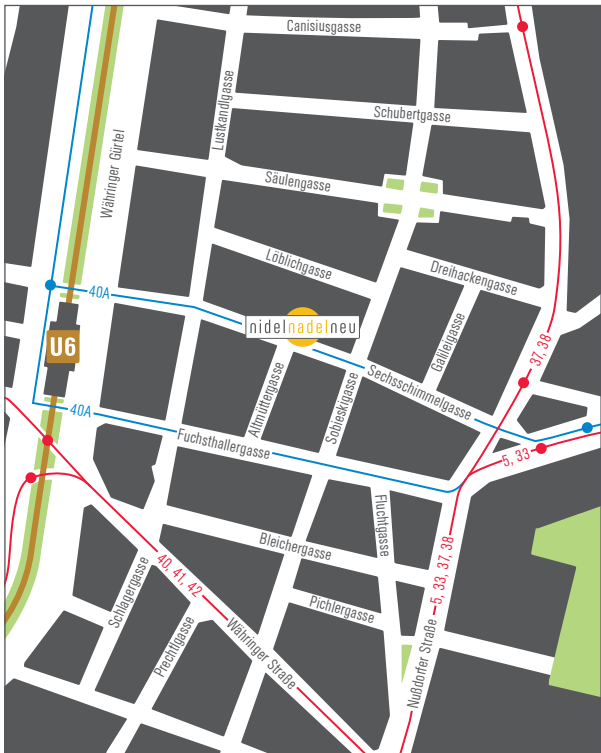 Canisiusgasse
Lustkandlgasse
Schubertgasse
Währinger Gürtel
Säulengasse
Löblichgasse
Dreihackengasse
40A
nidelnadelneu
U6
Galileigasse
37, 38
Sechsschimmelgasse
Altmüttergasse
Sobieskigasse
40A
Fuchsthallergasse
5, 33
Fluchtgasse
Bleichergasse
5, 33, 37, 38
40, 41, 42
Schlagergasse
Pichlergasse
Prechtlgasse
Währinger Straße
Nußdorfer Straße